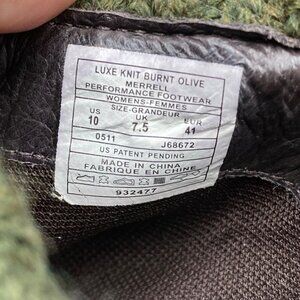 LUXE KNIT BURNT OLIVE
MERRELL
PERFORMANCE FOOTWEAR
WOMENS-FEMMES
SIZE-GRANDEUR
US UK EUR
10 7.5 41
0511 J68672
US PATENT PENDING
MADE IN CHINA
FABRIQUE EN CHINE
932477